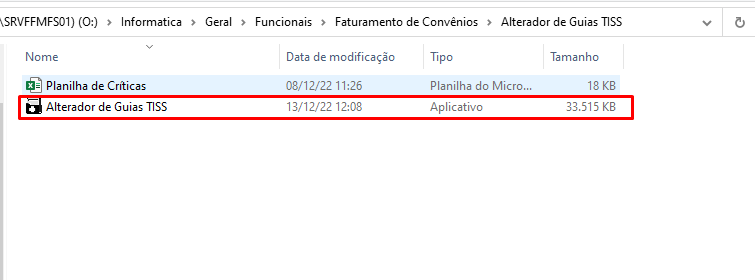 \SRVFFMFS01) (O:) > Informatica > Geral > Funcionais > Faturamento de Convênios > Alterador de Guias TISS
Nome Data de modificação Tipo Tamanho
Planilha de Críticas 08/12/22 11:26 Planilha do Micro... 18 KB
Alterador de Guias TISS 13/12/22 12:08 Aplicativo 33.515 KB